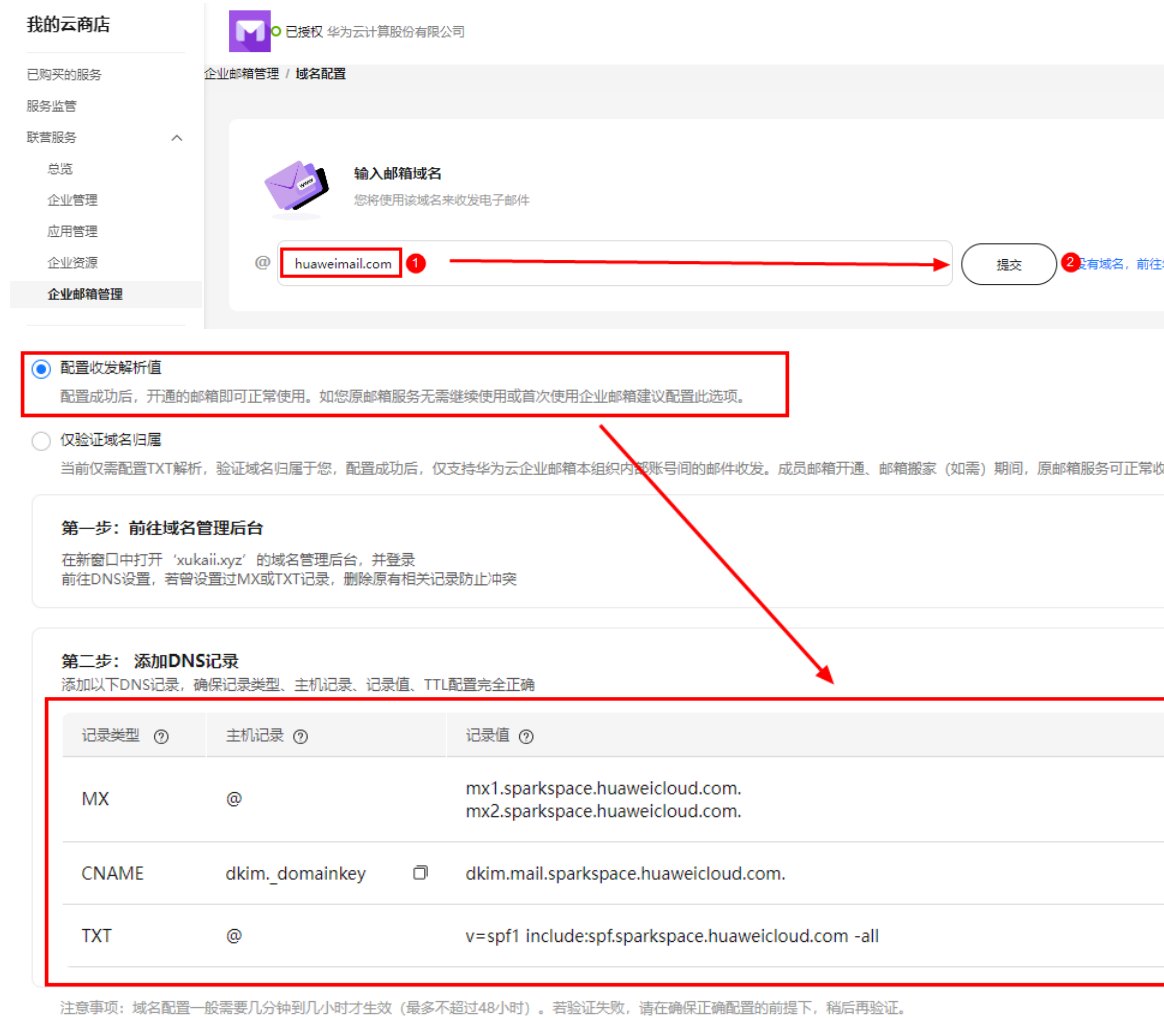 我的云商店
已授权 华为云计算股份有限公司
已购买的服务
企业邮箱管理 / 域名配置
服务监管
联营服务
总览
输入邮箱域名
企业管理
您将使用该域名来收发电子邮件
应用管理
企业资源
@ huaweimail.com 1 提交 2 没有域名，前往
企业邮箱管理
配置收发解析值
配置成功后，开通的邮箱即可正常使用。如您原邮箱服务无需继续使用或首次使用企业邮箱建议配置此选项。
仅验证域名归属
当前仅需配置TXT解析，验证域名归属于您，配置成功后，仅支持华为云企业邮箱本组织内部账号间的邮件收发。成员邮箱开通、邮箱搬家（如需）期间，原邮箱服务可正常收
第一步：前往域名管理后台
在新窗口中打开‘xukaii.xyz’的域名管理后台，并登录
前往DNS设置，若曾设置过MX或TXT记录，删除原有相关记录防止冲突
第二步： 添加DNS记录
添加以下DNS记录，确保记录类型、主机记录、记录值、TTL配置完全正确
记录类型 ? 主机记录 ? 记录值 ?
MX @ mx1.sparkspace.huaweicloud.com.
mx2.sparkspace.huaweicloud.com.
CNAME dkim._domainkey dkim.mail.sparkspace.huaweicloud.com.
TXT @ v=spf1 include:spf.sparkspace.huaweicloud.com -all
注意事项：域名配置一般需要几分钟到几小时才生效（最多不超过48小时）。若验证失败，请在确保正确配置的前提下，稍后再验证。